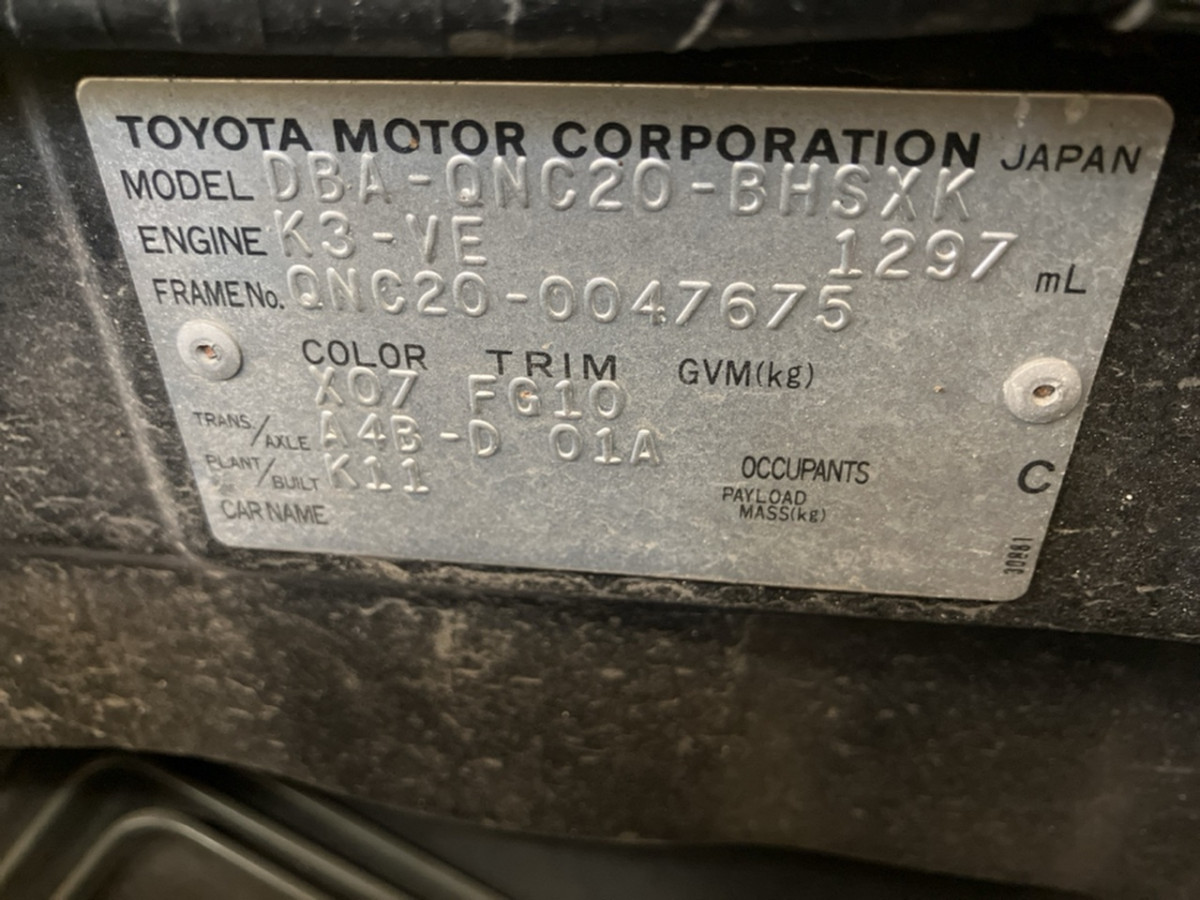 TOYOTA MOTOR CORPORATION JAPAN
MODEL DBA-QNC20-BHSXK
ENGINE K3-VE 1297 mL
FRAME No. QNC20-0047675
COLOR TRIM GVM(kg)
X07 FG10
TRANS./AXLE A4B-D 01A
PLANT/BUILT K11
OCCUPANTS
C
PAYLOAD
MASS(kg)
CAR NAME
30881